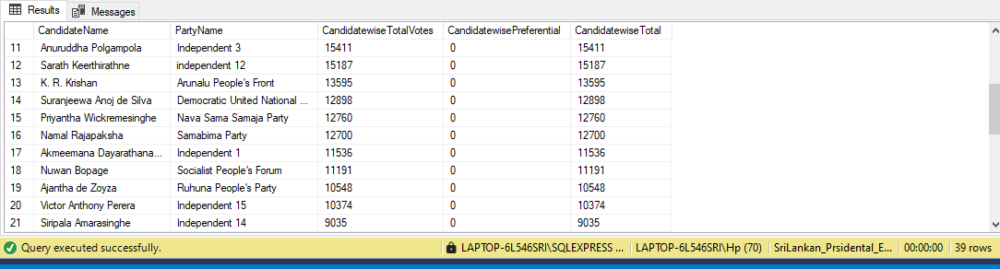 Results Messages
CandidateName PartyName CandidatewiseTotalVotes CandidatewisePreferential CandidatewiseTotal
11 Anuruddha Polgampola Independent 3 15411 0 15411
12 Sarath Keerthirathne independent 12 15187 0 15187
13 K. R. Krishan Arunalu People's Front 13595 0 13595
14 Suranjeewa Anoj de Silva Democratic United National ... 12898 0 12898
15 Priyantha Wickremesinghe Nava Sama Samaja Party 12760 0 12760
16 Namal Rajapaksha Samabima Party 12700 0 12700
17 Akmeemana Dayarathana... Independent 1 11536 0 11536
18 Nuwan Bopage Socialist People's Forum 11191 0 11191
19 Ajantha de Zoyza Ruhuna People's Party 10548 0 10548
20 Victor Anthony Perera Independent 15 10374 0 10374
21 Siripala Amarasinghe Independent 14 9035 0 9035
Query executed successfully. LAPTOP-6L546SRI\SQLEXPRESS ... LAPTOP-6L546SRI\Hp (70) SriLankan_Prsidental_E... 00:00:00 39 rows